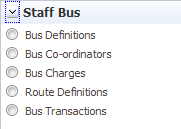 Staff Bus
Bus Definitions
Bus Co-ordinators
Bus Charges
Route Definitions
Bus Transactions